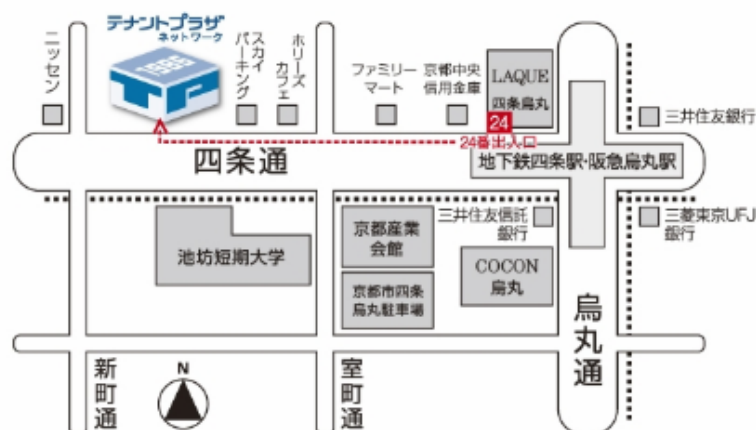 テナントプラザ
ネットワーク
1986
ニッセン
スカイ
パーキング
ホリーズ
カフェ
ファミリー
マート
京都中央
信用金庫
LAQUE
四条烏丸
24
24番出入口
三井住友銀行
四条通
地下鉄四条駅・阪急烏丸駅
池坊短期大学
京都産業
会館
三井住友信託
銀行
三菱東京UFJ
銀行
京都市四条
烏丸駐車場
COCON
烏丸
新町通
N
室町通
烏丸通